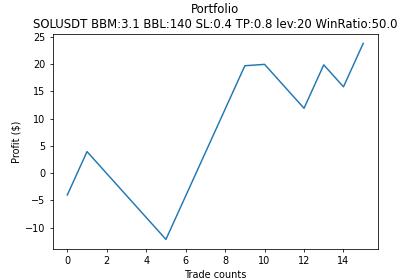 Portfolio
SOLUSDT BBM:3.1 BBL:140 SL:0.4 TP:0.8 lev:20 WinRatio:50.0
25
20
15
10
5
0
−5
−10
Profit ($)
0 2 4 6 8 10 12 14
Trade counts